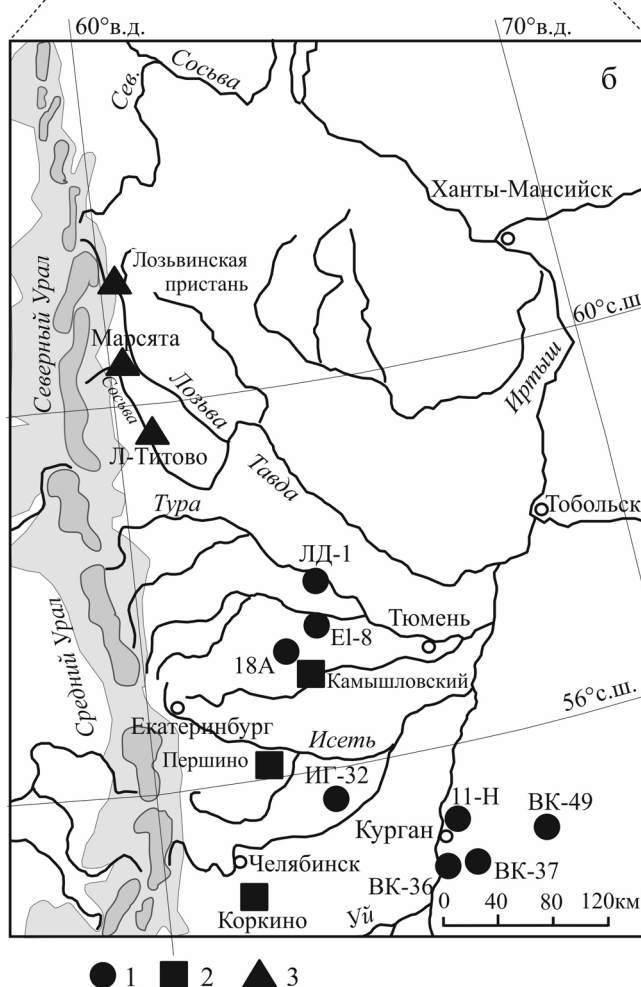 60°в.д.
70°в.д.
Сосьва
Сев.
б
Ханты-Мансийск
Лозьвинская
пристань
Северный Урал
60°с.ш
Марсята
Иртыш
Сосьва
Лозьва
Л-Титово
Тавда
Тура
Тобольск
ЛД-1
Тюмень
El-8
18А
Камышловский
Средний Урал
56°с.ш.
Екатеринбург
Исеть
Першино
ИГ-32
11-Н
ВК-49
Курган
Челябинск
ВК-37
ВК-36
Коркино
Уй
0 40 80 120км
1 2 3